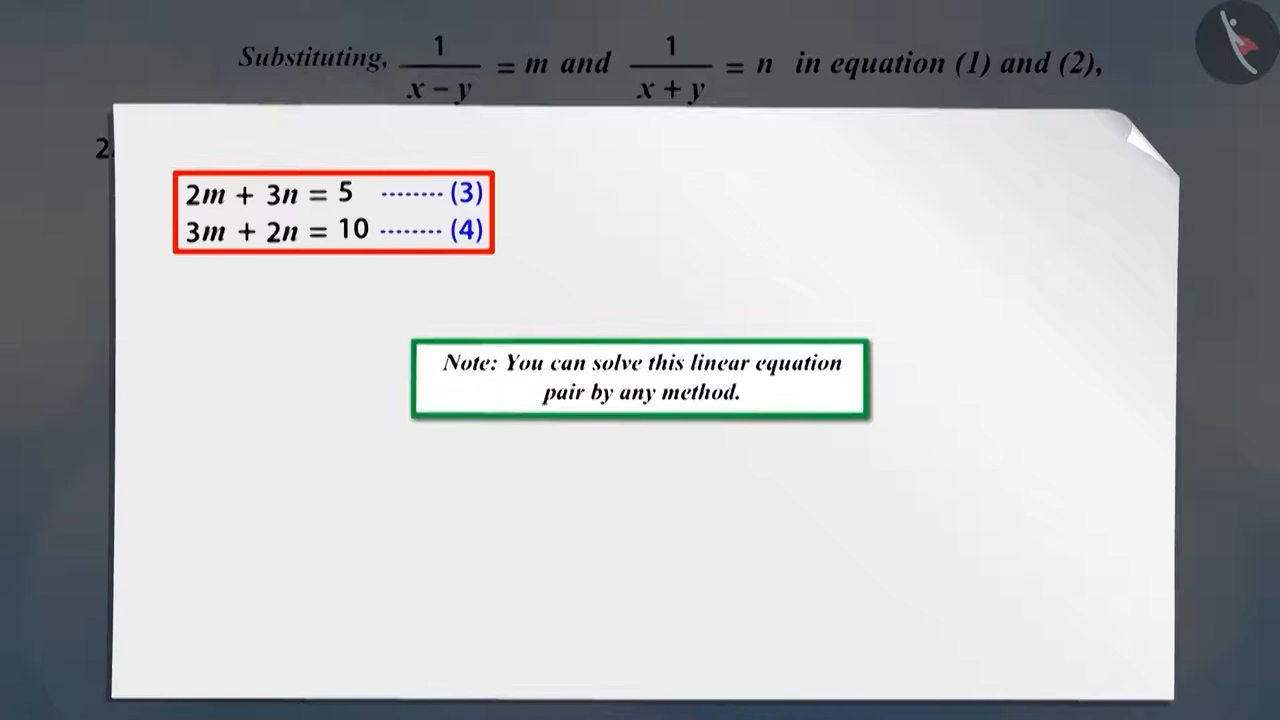 Substituting, 1/(x − y) = m and 1/(x + y) = n in equation (1) and (2),
2
2m + 3n = 5 ........ (3)
3m + 2n = 10 ........ (4)
Note: You can solve this linear equation
pair by any method.